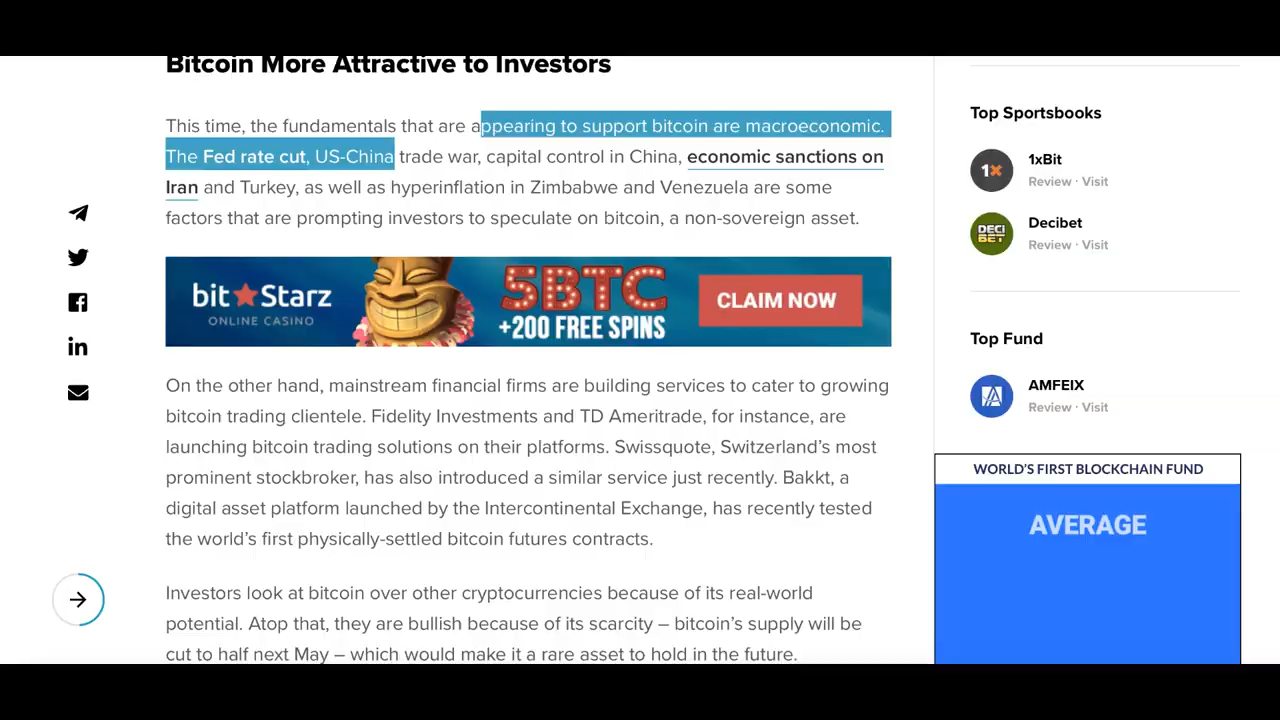 Bitcoin More Attractive to Investors
This time, the fundamentals that are appearing to support bitcoin are macroeconomic.
The Fed rate cut, US-China trade war, capital control in China, economic sanctions on
Iran and Turkey, as well as hyperinflation in Zimbabwe and Venezuela are some
factors that are prompting investors to speculate on bitcoin, a non-sovereign asset.
bit Starz
ONLINE CASINO
5BTC
+200 FREE SPINS
CLAIM NOW
On the other hand, mainstream financial firms are building services to cater to growing
bitcoin trading clientele. Fidelity Investments and TD Ameritrade, for instance, are
launching bitcoin trading solutions on their platforms. Swissquote, Switzerland’s most
prominent stockbroker, has also introduced a similar service just recently. Bakkt, a
digital asset platform launched by the Intercontinental Exchange, has recently tested
the world’s first physically-settled bitcoin futures contracts.
Investors look at bitcoin over other cryptocurrencies because of its real-world
potential. Atop that, they are bullish because of its scarcity – bitcoin’s supply will be
cut to half next May – which would make it a rare asset to hold in the future.
Top Sportsbooks
1x
1xBit
Review · Visit
DECI
BET
Decibet
Review · Visit
Top Fund
AMFEIX
Review · Visit
WORLD'S FIRST BLOCKCHAIN FUND
AVERAGE